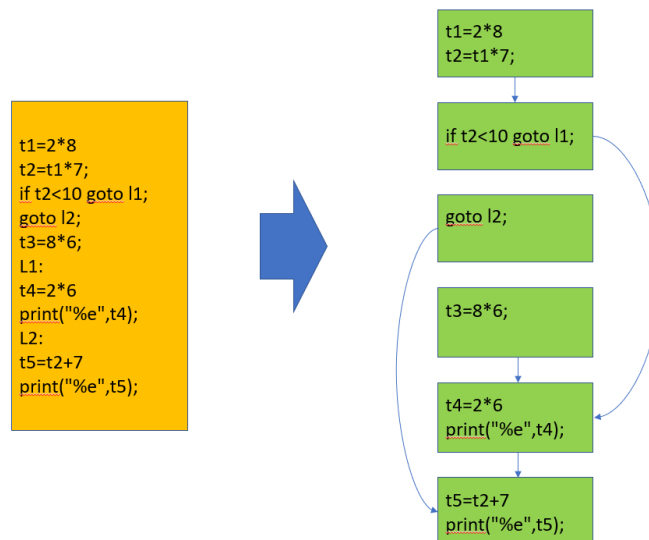 t1=2*8
t2=t1*7;
if t2<10 goto l1;
goto l2;
t3=8*6;
L1:
t4=2*6
print("%e",t4);
L2:
t5=t2+7
print("%e",t5);
t1=2*8
t2=t1*7;
if t2<10 goto l1;
goto l2;
t3=8*6;
t4=2*6
print("%e",t4);
t5=t2+7
print("%e",t5);